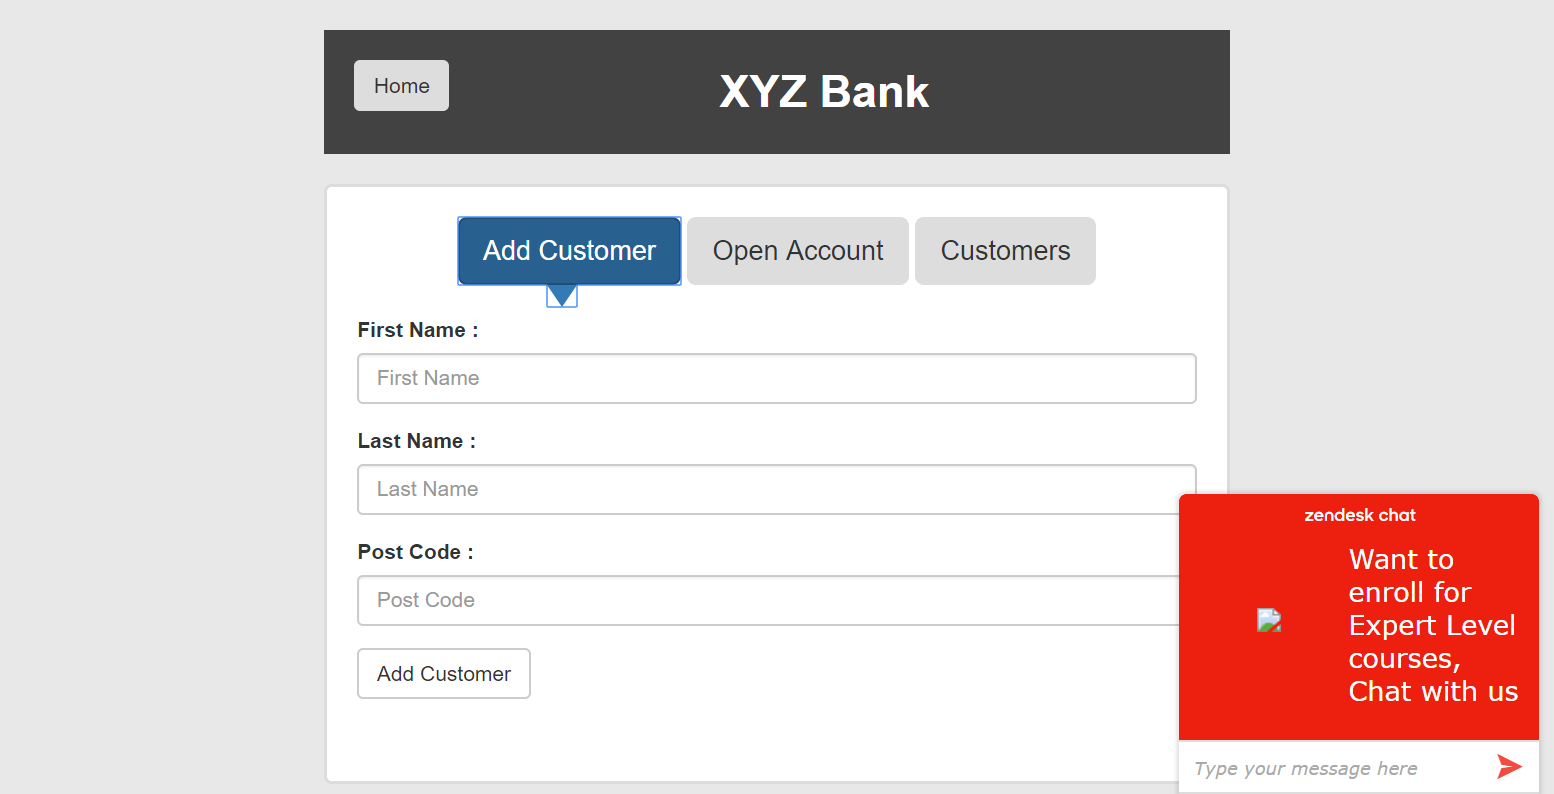 Home
XYZ Bank
Add Customer
Open Account
Customers
First Name :
First Name
Last Name :
Last Name
Post Code :
Post Code
Add Customer
zendesk chat
Want to
enroll for
Expert Level
courses,
Chat with us
Type your message here